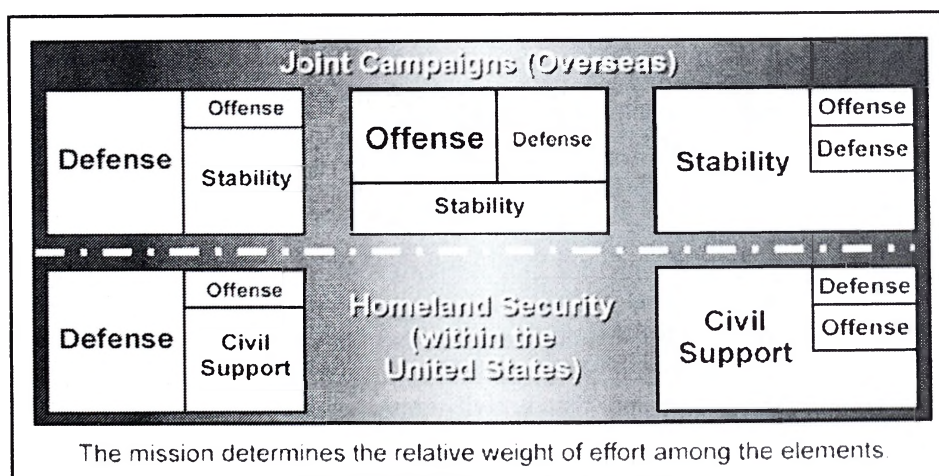 Joint Campaigns (Overseas)
Defense
Offense
Stability
Offense
Defense
Stability
Stability
Offense
Defense
Defense
Offense
Civil
Support
Homeland Security
(within the
United States)
Civil
Support
Defense
Offense
The mission determines the relative weight of effort among the elements.